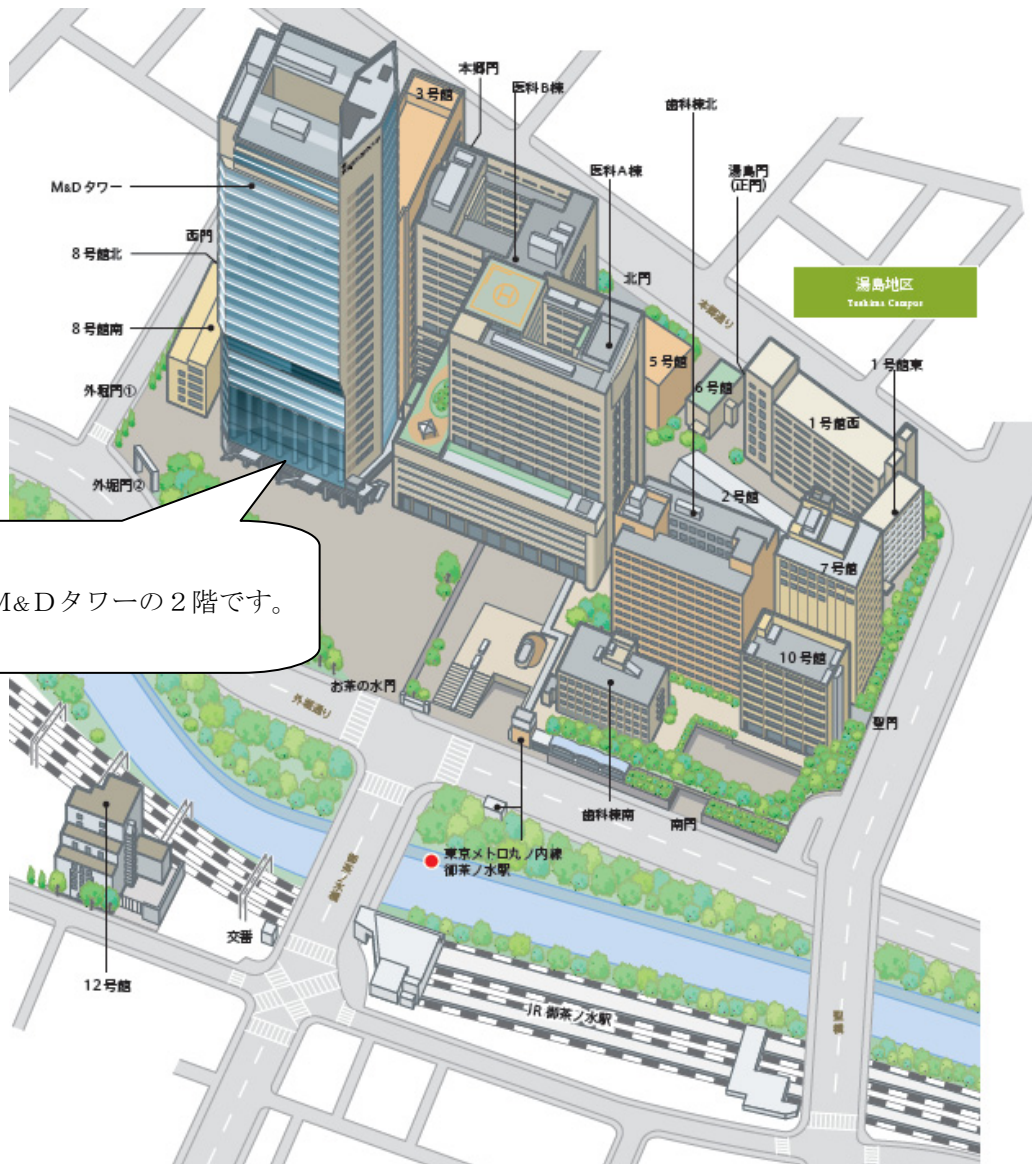 本郷門
3号館
医科B棟
歯科棟北
医科A棟
湯島門
(正門)
M&Dタワー
西門
8号館北
北門
本郷通り
湯島地区
Yushima Campus
8号館南
5号館
1号館東
6号館
外堀門①
1号館西
外堀門②
2号館
7号館
M&Dタワーの2階です。
10号館
お茶の水門
外堀通り
聖門
歯科棟南
南門
東京メトロ丸ノ内線
御茶ノ水駅
御茶ノ水橋
交番
12号館
JR 御茶ノ水駅
聖橋